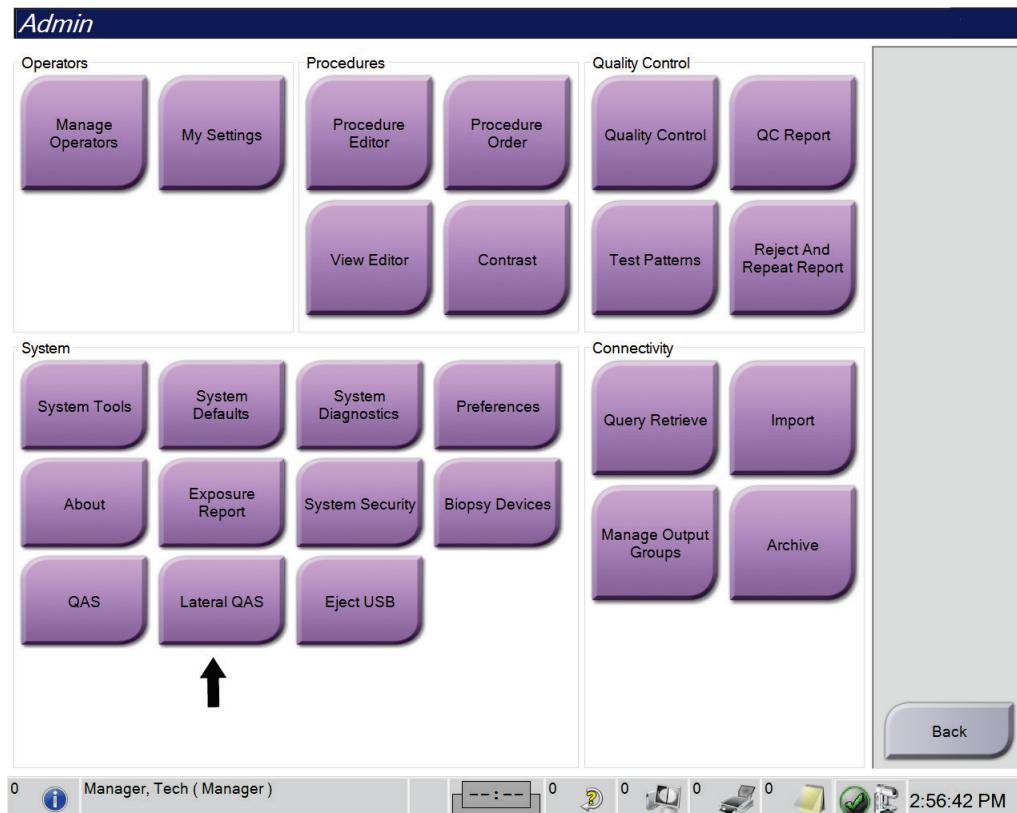 Admin
Operators
Manage
Operators
My Settings
Procedures
Procedure
Editor
Procedure
Order
View Editor
Contrast
Quality Control
Quality Control
QC Report
Test Patterns
Reject And
Repeat Report
System
System Tools
System
Defaults
System
Diagnostics
Preferences
About
Exposure
Report
System Security
Biopsy Devices
QAS
Lateral QAS
Eject USB
Connectivity
Query Retrieve
Import
Manage Output
Groups
Archive
Back
0
Manager, Tech ( Manager )
--:--
0
0
0
0
2:56:42 PM